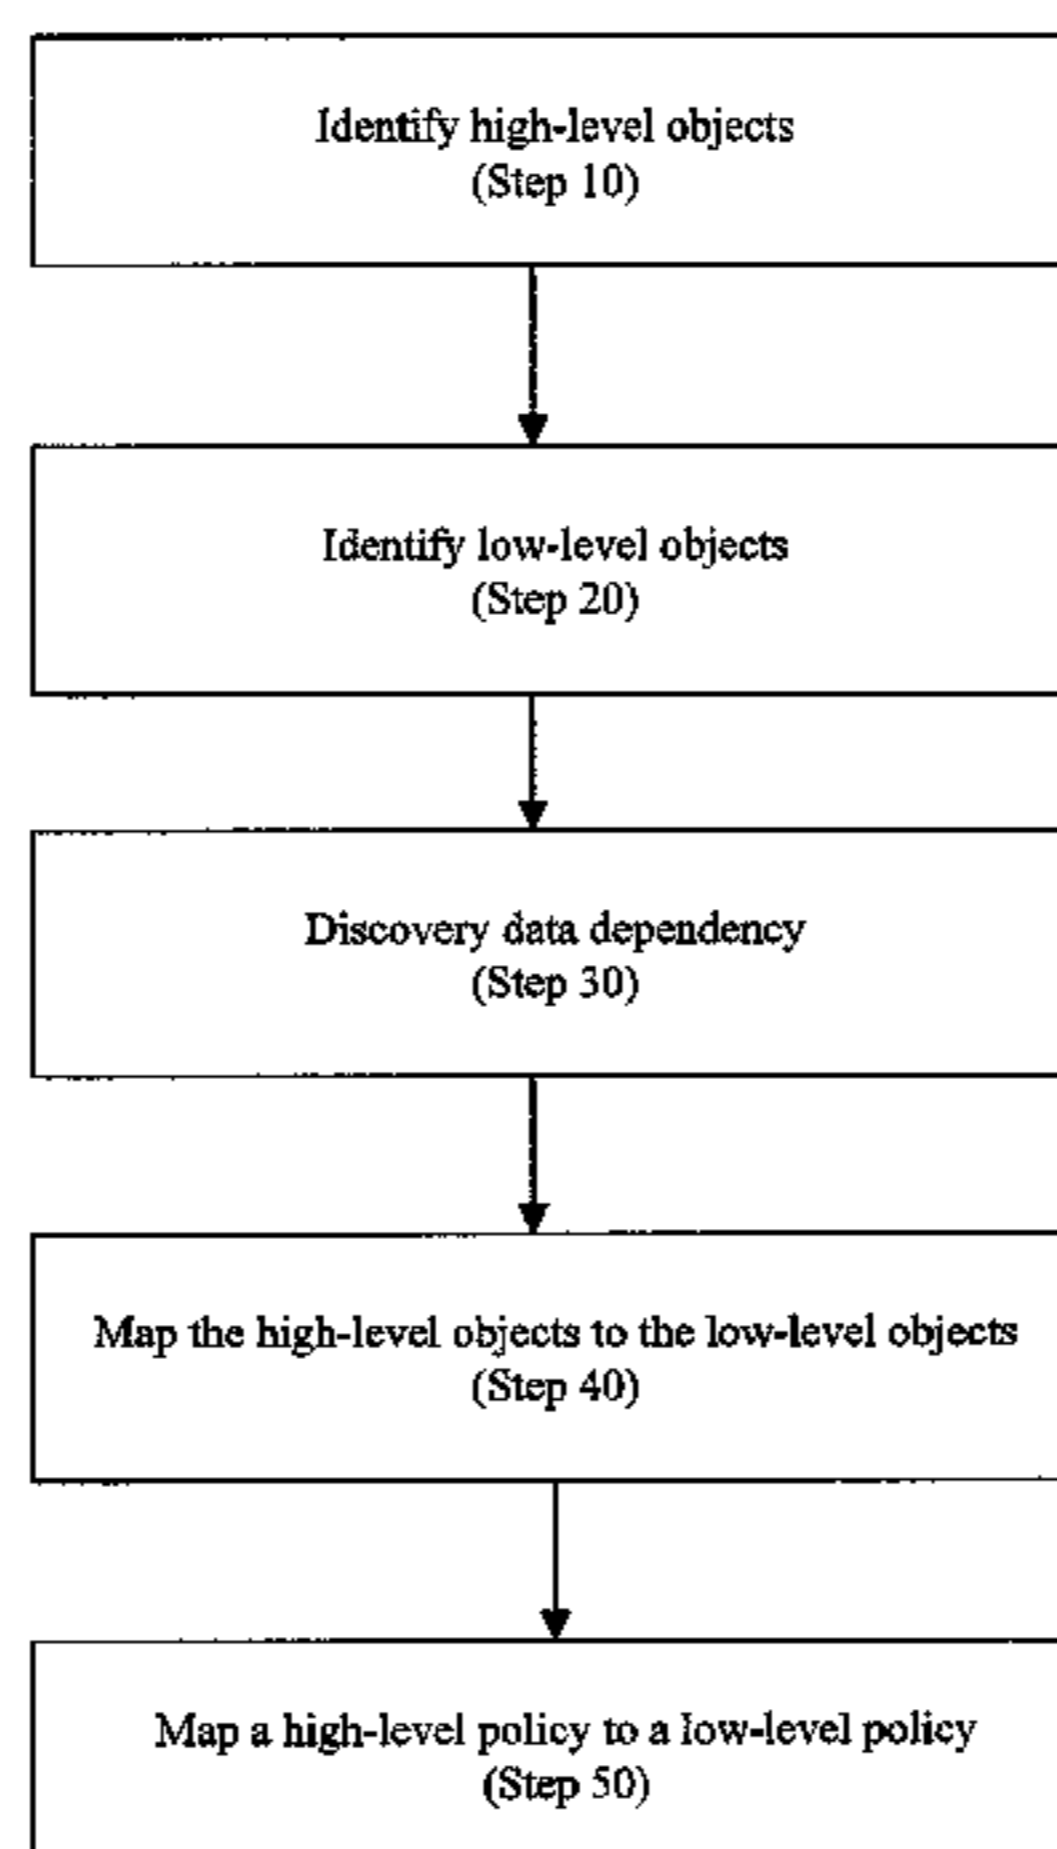 Identify high-level objects
(Step 10)
Identify low-level objects
(Step 20)
Discovery data dependency
(Step 30)
Map the high-level objects to the low-level objects
(Step 40)
Map a high-level policy to a low-level policy
(Step 50)